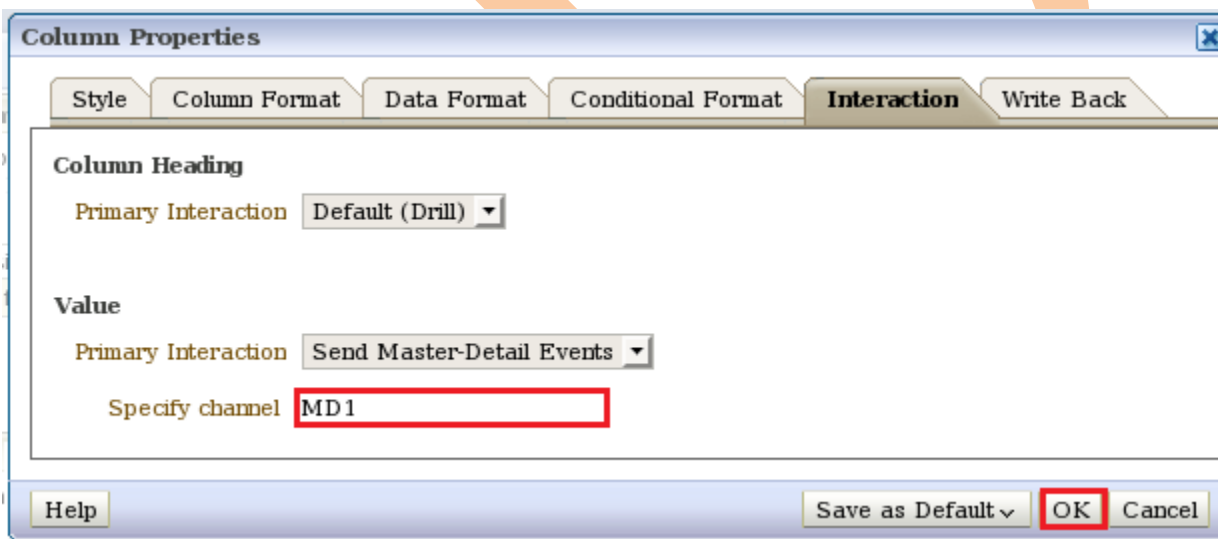 Column Properties
Style Column Format Data Format Conditional Format Interaction Write Back
Column Heading
Primary Interaction Default (Drill)
Value
Primary Interaction Send Master-Detail Events
Specify channel MD1
Help Save as Default OK Cancel